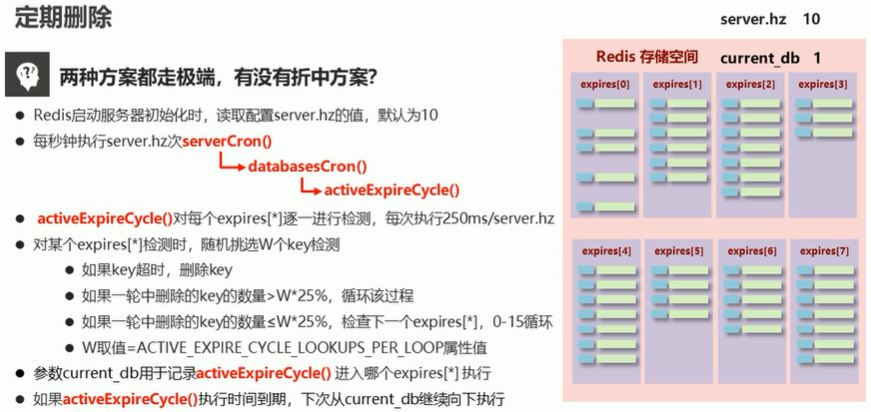 定期删除
server.hz 10
两种方案都走极端，有没有折中方案？
Redis启动服务器初始化时，读取配置server.hz的值，默认为10
每秒钟执行server.hz次serverCron()
databasesCron()
activeExpireCycle()
activeExpireCycle()对每个expires[*]逐一进行检测，每次执行250ms/server.hz
对某个expires[*]检测时，随机挑选W个key检测
如果key超时，删除key
如果一轮中删除的key的数量>W*25%，循环该过程
如果一轮中删除的key的数量≤W*25%，检查下一个expires[*]，0-15循环
W取值=ACTIVE_EXPIRE_CYCLE_LOOKUPS_PER_LOOP属性值
参数current_db用于记录activeExpireCycle() 进入哪个expires[*] 执行
如果activeExpireCycle()执行时间到期，下次从current_db继续向下执行
Redis 存储空间 current_db 1
expires[0] expires[1] expires[2] expires[3]
expires[4] expires[5] expires[6] expires[7]